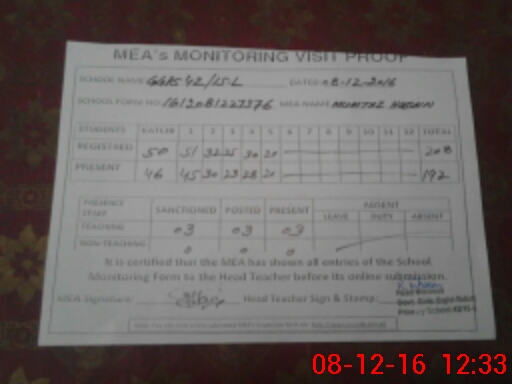 MEA's MONITORING VISIT PROOF
SCHOOL NAME GGPS 42/15.L DATED 08-12-2016
SCHOOL FORM NO. MEA NAME MUMTAZ HUSSAIN
STUDENTS KATCHI 1 2 3 4 5 6 7 8 9 10 11 12 TOTAL
REGISTRED 50 51 32 25 30 20 208
PRESENT 46 45 30 23 28 20 192
PRESENCE STAFF SANCTIONED POSTED PRESENT ABSENT
LEAVE DUTY ABSENT
TEACHING 03 03 03
NON-TEACHING 0 0 0
It is certified that the MEA has shown all entries of the School
Monitoring Form to the Head Teacher before its online submission.
MEA Signature: Head Teacher Sign & Stamp:
08-12-16 12:33